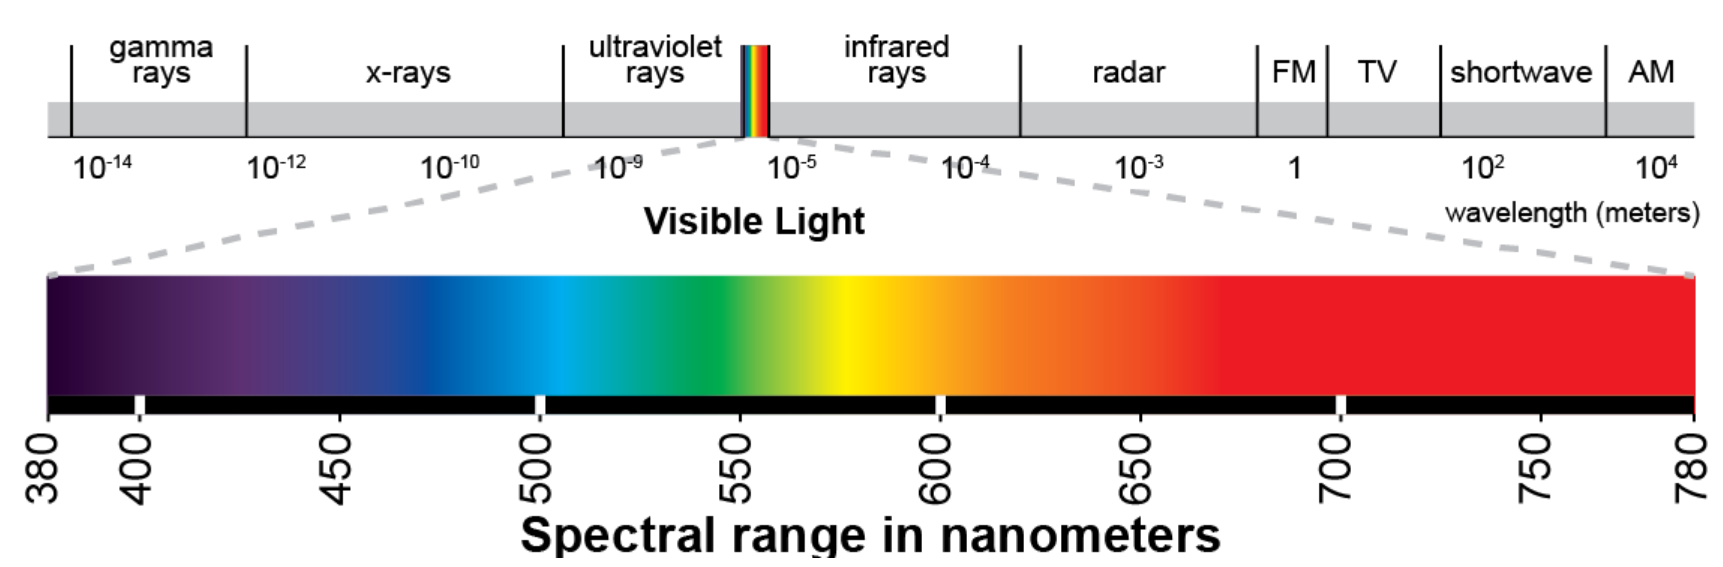 gamma rays
x-rays
ultraviolet rays
infrared rays
radar
FM
TV
shortwave
AM
10⁻¹⁴ 10⁻¹² 10⁻¹⁰ 10⁻⁹ 10⁻⁵ 10⁻⁴ 10⁻³ 1 10² 10⁴
wavelength (meters)
Visible Light
380 400 450 500 550 600 650 700 750 780
Spectral range in nanometers